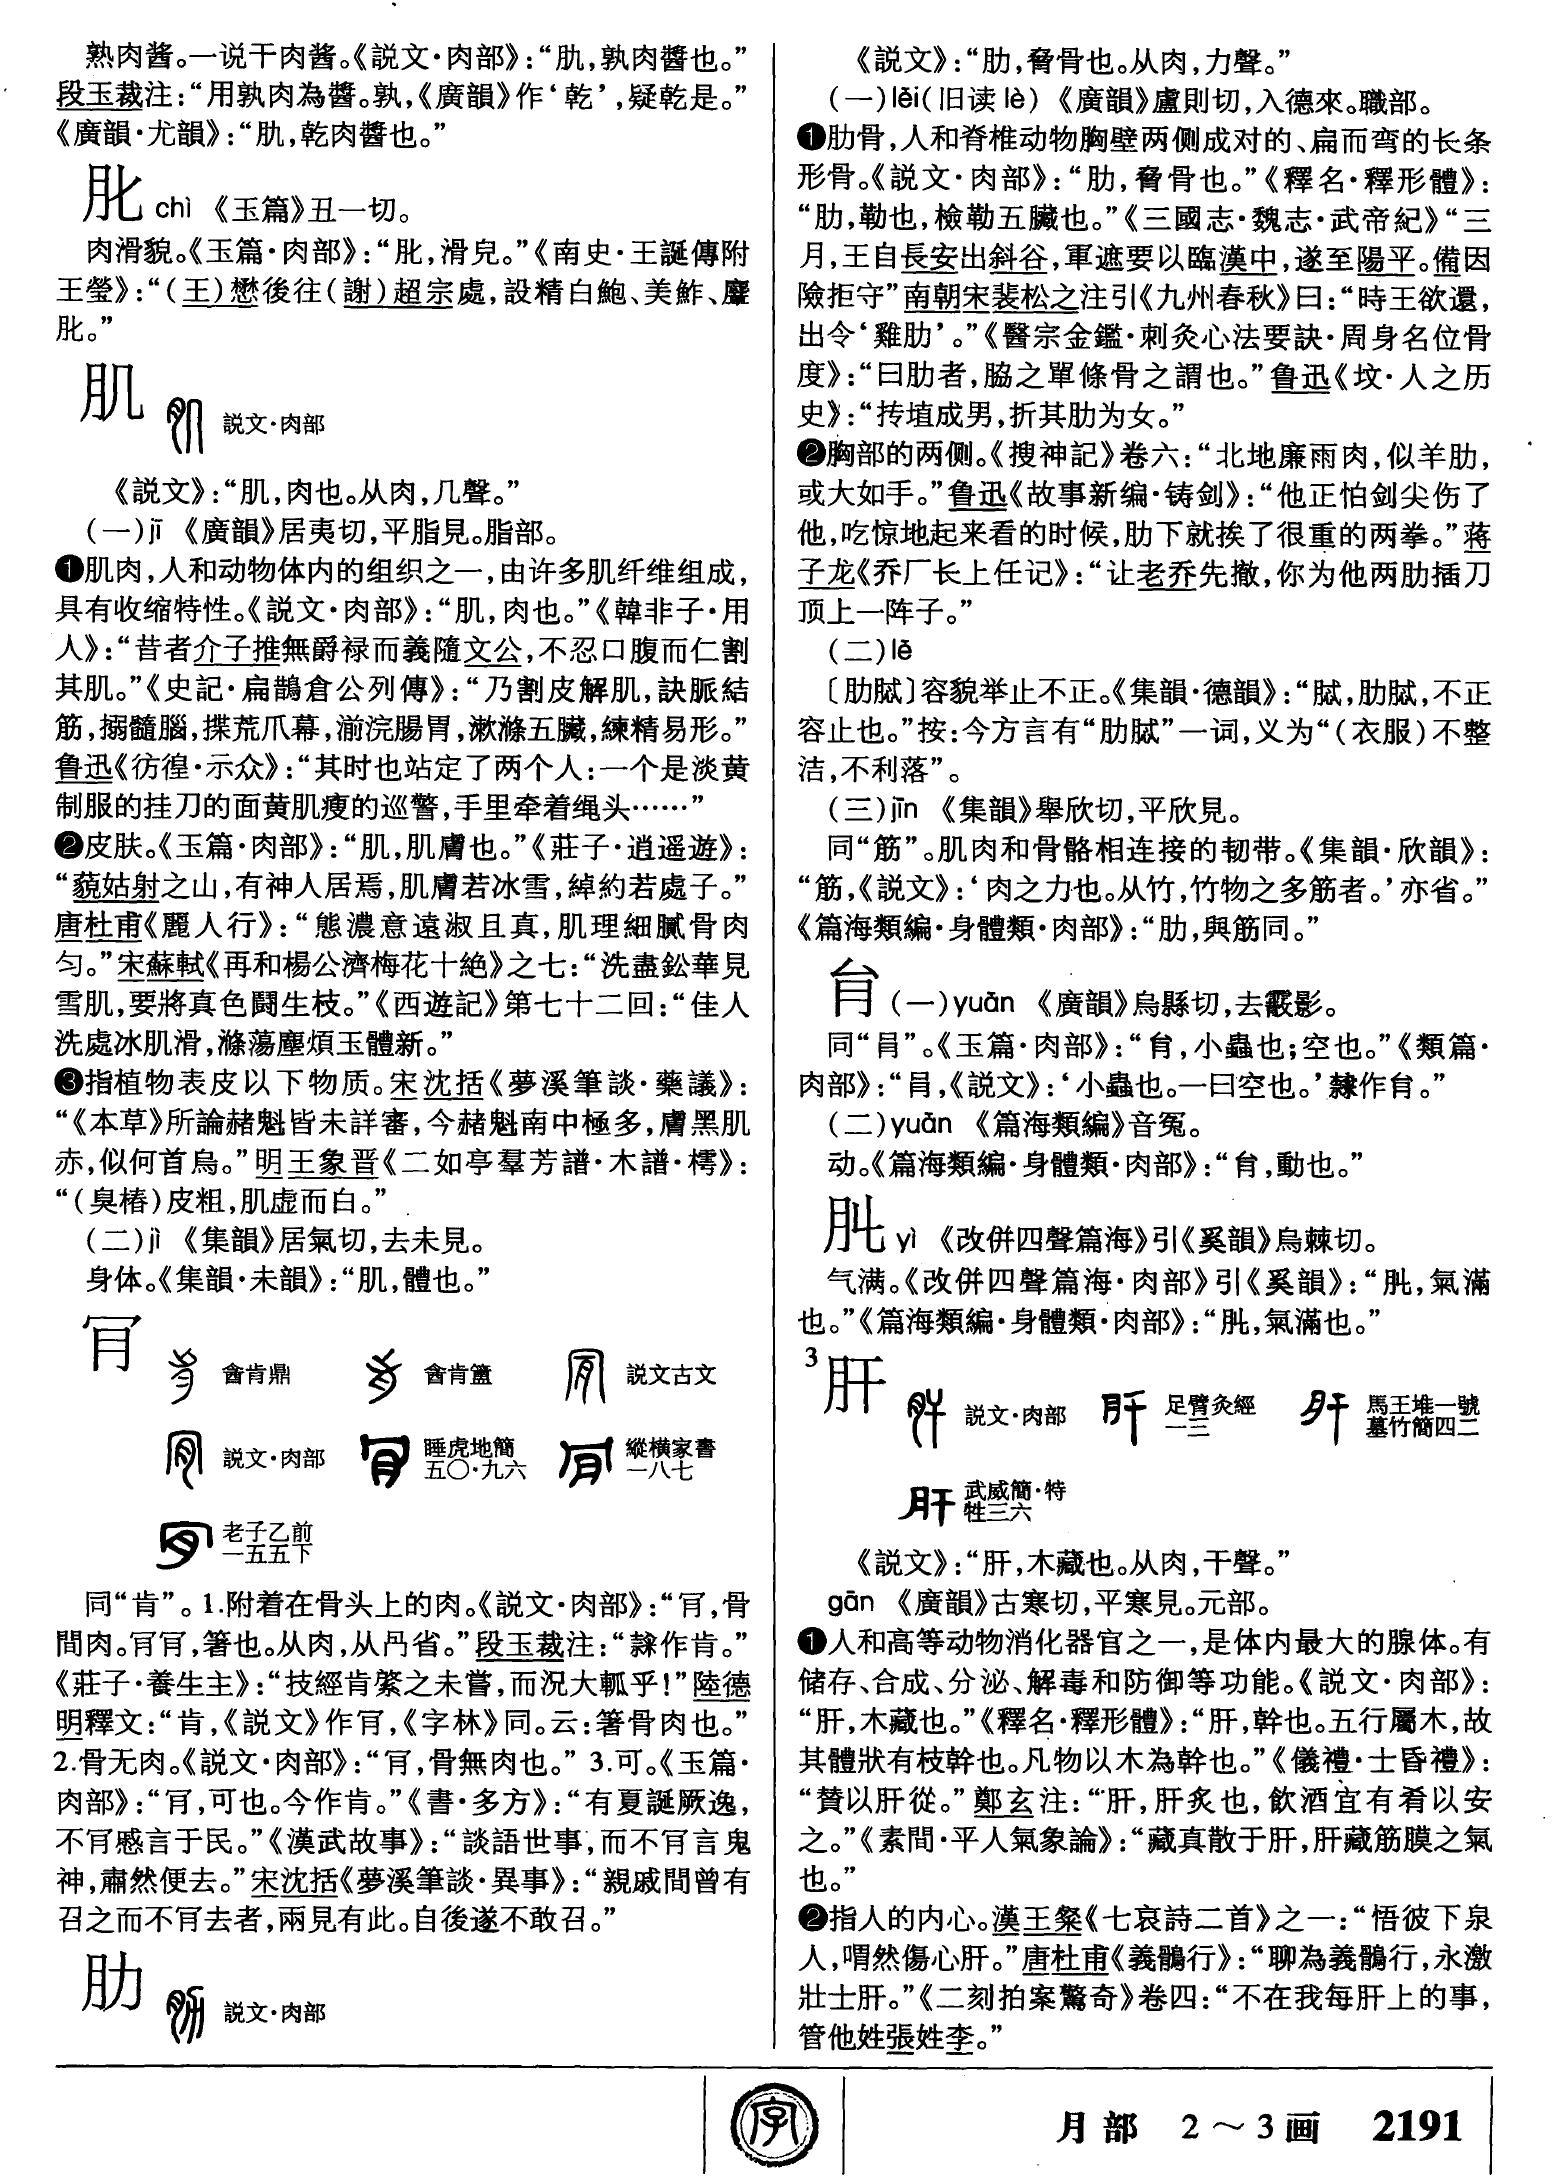 熟肉酱。一说干肉酱。《説文·肉部》：“肍，孰肉醬也。”
段玉裁注：“用孰肉為醬。孰，《廣韻》作‘乾’，疑乾是。”
《廣韻·尤韻》：“肍，乾肉醬也。”
chì 《玉篇》丑一切。
肉滑貌。《玉篇·肉部》：“，滑皃。”《南史·王誕傳附
王瑩》：“（王）懋後往（謝）超宗處，設精白鮑、美鮓、麞
。”
肌 説文·肉部
《説文》：“肌，肉也。从肉，几聲。”
（一）jī 《廣韻》居夷切，平脂見。脂部。
❶肌肉，人和动物体内的组织之一，由许多肌纤维组成，
具有收缩特性。《説文·肉部》：“肌，肉也。”《韓非子·用
人》：“昔者介子推無爵禄而義隨文公，不忍口腹而仁割
其肌。”《史記·扁鵲倉公列傳》：“乃割皮解肌，訣脈結
筋，搦髓腦，揲荒爪幕，湔浣腸胃，漱滌五臟，練精易形。”
鲁迅《彷徨·示众》：“其时也站定了两个人：一个是淡黄
制服的挂刀的面黄肌瘦的巡警，手里牵着绳头……”
❷皮肤。《玉篇·肉部》：“肌，肌膚也。”《莊子·逍遥遊》：
“藐姑射之山，有神人居焉，肌膚若冰雪，綽約若處子。”
唐杜甫《麗人行》：“態濃意遠淑且真，肌理細膩骨肉
匀。”宋蘇軾《再和楊公濟梅花十絶》之七：“洗盡鉛華見
雪肌，要將真色鬭生枝。”《西遊記》第七十二回：“佳人
洗處冰肌滑，滌蕩塵煩玉體新。”
❸指植物表皮以下物质。宋沈括《夢溪筆談·藥議》：
“《本草》所論赭魁皆未詳審，今赭魁南中極多，膚黑肌
赤，似何首烏。”明王象晋《二如亭羣芳譜·木譜·樗》：
“（臭椿）皮粗，肌虚而白。”
（二）jì 《集韻》居氣切，去未見。
身体。《集韻·未韻》：“肌，體也。”
肎 酓肯鼎 酓肯簠 説文古文
説文·肉部 睡虎地簡五〇·九六 縱横家書一八七
老子乙前一五五下
同“肯”。1.附着在骨头上的肉。《説文·肉部》：“肎，骨
間肉。肎肎，箸也。从肉，从冎省。”段玉裁注：“隸作肯。”
《莊子·養生主》：“技經肯綮之未嘗，而況大軱乎！”陸德
明釋文：“肯，《説文》作肎，《字林》同。云：箸骨肉也。”
2.骨无肉。《説文·肉部》：“肎，骨無肉也。” 3.可。《玉篇·
肉部》：“肎，可也。今作肯。”《書·多方》：“有夏誕厥逸，
不肎慼言于民。”《漢武故事》：“談語世事，而不肎言鬼
神，肅然便去。”宋沈括《夢溪筆談·異事》：“親戚間曾有
召之而不肎去者，兩見有此。自後遂不敢召。”
肋 説文·肉部
《説文》：“肋，脅骨也。从肉，力聲。”
（一）lèi（旧读lè） 《廣韻》盧則切，入德來。職部。
❶肋骨，人和脊椎动物胸壁两侧成对的、扁而弯的长条
形骨。《説文·肉部》：“肋，脅骨也。”《釋名·釋形體》：
“肋，勒也，檢勒五臟也。”《三國志·魏志·武帝紀》“三
月，王自長安出斜谷，軍遮要以臨漢中，遂至陽平。備因
險拒守”南朝宋裴松之注引《九州春秋》曰：“時王欲還，
出令‘雞肋’。”《醫宗金鑑·刺灸心法要訣·周身名位骨
度》：“曰肋者，脇之單條骨之謂也。”鲁迅《坟·人之历
史》：“抟埴成男，折其肋为女。”
❷胸部的两侧。《搜神記》卷六：“北地廉雨肉，似羊肋，
或大如手。”鲁迅《故事新编·铸剑》：“他正怕剑尖伤了
他，吃惊地起来看的时候，肋下就挨了很重的两拳。”蒋
子龙《乔厂长上任记》：“让老乔先撤，你为他两肋插刀
顶上一阵子。”
（二）lē
〔肋脦〕容貌举止不正。《集韻·德韻》：“脦，肋脦，不正
容止也。”按：今方言有“肋脦”一词，义为“（衣服）不整
洁，不利落”。
（三）jīn 《集韻》舉欣切，平欣見。
同“筋”。肌肉和骨骼相连接的韧带。《集韻·欣韻》：
“筋，《説文》：‘肉之力也。从竹，竹物之多筋者。’亦省。”
《篇海類編·身體類·肉部》：“肋，與筋同。”
（一）yuàn 《廣韻》烏縣切，去霰影。
同“肙”。《玉篇·肉部》：“，小蟲也；空也。”《類篇·
肉部》：“肙，《説文》：‘小蟲也。一曰空也。’隸作。”
（二）yuān 《篇海類編》音冤。
动。《篇海類編·身體類·肉部》：“，動也。”
yì 《改併四聲篇海》引《奚韻》烏棘切。
气满。《改併四聲篇海·肉部》引《奚韻》：“，氣滿
也。”《篇海類編·身體類·肉部》：“，氣滿也。”
3 肝 説文·肉部 足臂灸經一三 馬王堆一號墓竹簡四二
武威簡·特牲三六
《説文》：“肝，木藏也。从肉，干聲。”
gān 《廣韻》古寒切，平寒見。元部。
❶人和高等动物消化器官之一，是体内最大的腺体。有
储存、合成、分泌、解毒和防御等功能。《説文·肉部》：
“肝，木藏也。”《釋名·釋形體》：“肝，幹也。五行屬木，故
其體狀有枝幹也。凡物以木為幹也。”《儀禮·士昏禮》：
“贊以肝從。”鄭玄注：“肝，肝炙也，飲酒宜有肴以安
之。”《素問·平人氣象論》：“藏真散于肝，肝藏筋膜之氣
也。”
❷指人的内心。漢王粲《七哀詩二首》之一：“悟彼下泉
人，喟然傷心肝。”唐杜甫《義鶻行》：“聊為義鶻行，永激
壯士肝。”《二刻拍案驚奇》卷四：“不在我每肝上的事，
管他姓張姓李。”
字
月部 2～3画 2191